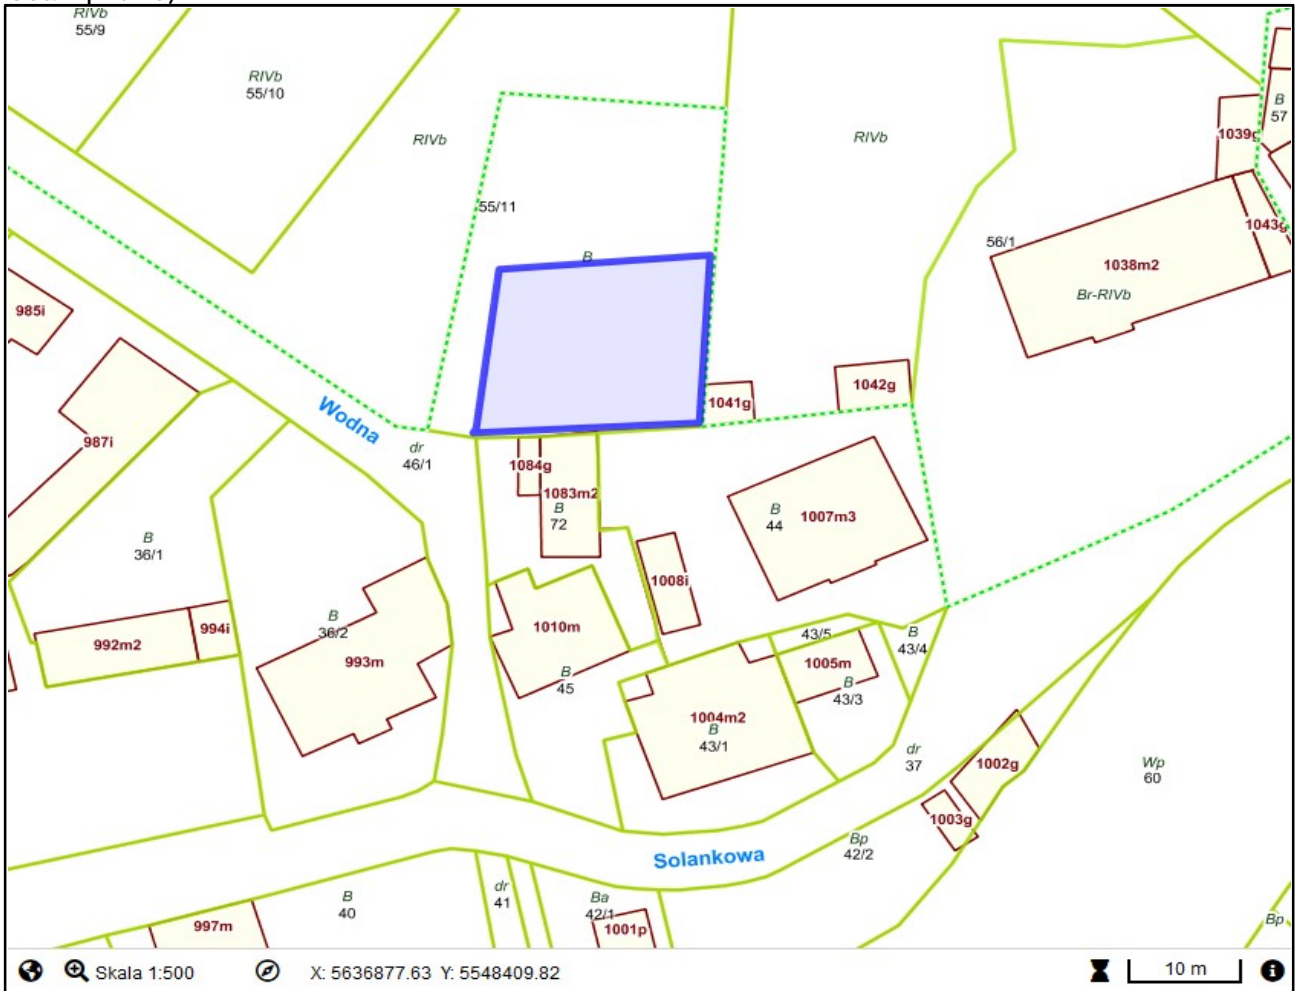 RIVb
55/9
RIVb
55/10
RIVb
RIVb
B
57
1039g
55/11
56/1
1043g
B
1038m2
Br-RIVb
985i
1042g
1041g
Wodna
987i
dr
46/1
1084g
1083m2
B
72
B
44
1007m3
B
36/1
1008i
B
36/2
994i
992m2
993m
1010m
B
45
43/5
B
43/4
1005m
B
43/3
1004m2
B
43/1
dr
37
1002g
Wp
60
1003g
Bp
42/2
Solankowa
B
40
dr
41
Ba
42/1
1001p
997m
Bp
Skala 1:500
X: 5636877.63 Y: 5548409.82
10 m